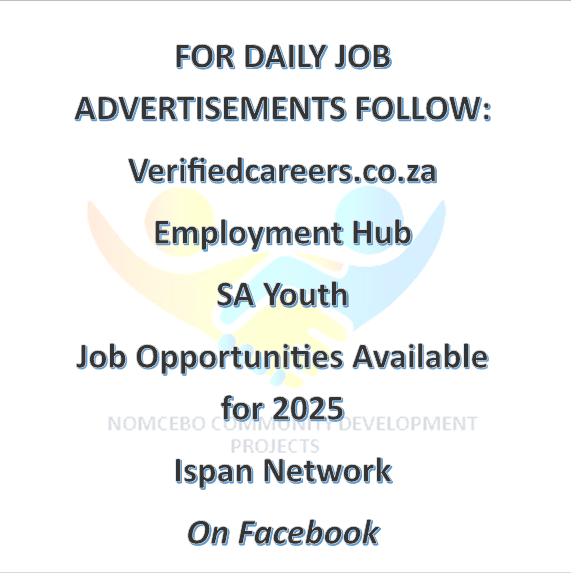 FOR DAILY JOB
ADVERTISEMENTS FOLLOW:
Verifiedcareers.co.za
Employment Hub
SA Youth
Job Opportunities Available
for 2025
NOMCEBO COMMUNITY DEVELOPMENT
PROJECTS
Ispan Network
On Facebook